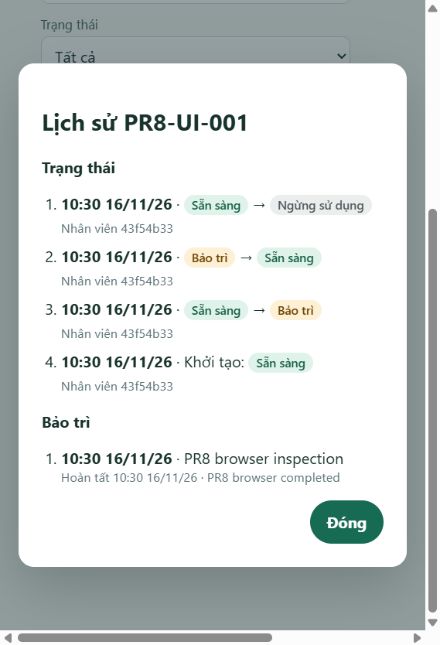 Trạng thái
Tất cả
Lịch sử PR8-UI-001
Trạng thái
1. 10:30 16/11/26 · Sẵn sàng → Ngừng sử dụng
Nhân viên 43f54b33
2. 10:30 16/11/26 · Bảo trì → Sẵn sàng
Nhân viên 43f54b33
3. 10:30 16/11/26 · Sẵn sàng → Bảo trì
Nhân viên 43f54b33
4. 10:30 16/11/26 · Khởi tạo: Sẵn sàng
Nhân viên 43f54b33
Bảo trì
1. 10:30 16/11/26 · PR8 browser inspection
Hoàn tất 10:30 16/11/26 · PR8 browser completed
Đóng